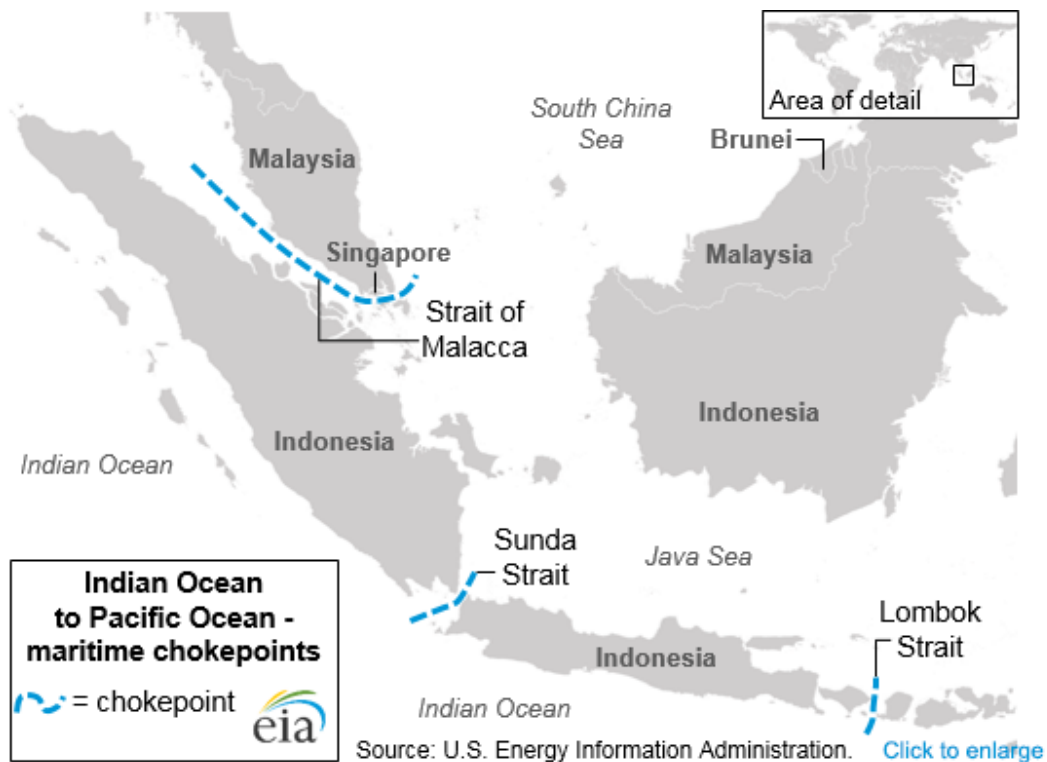 Area of detail
South China
Sea
Brunei
Malaysia
Singapore
Malaysia
Strait of
Malacca
Indonesia
Indonesia
Indian Ocean
Sunda
Strait
Java Sea
Lombok
Strait
Indonesia
Indian Ocean
Indian Ocean
to Pacific Ocean -
maritime chokepoints
= chokepoint
eia
Source: U.S. Energy Information Administration.
Click to enlarge